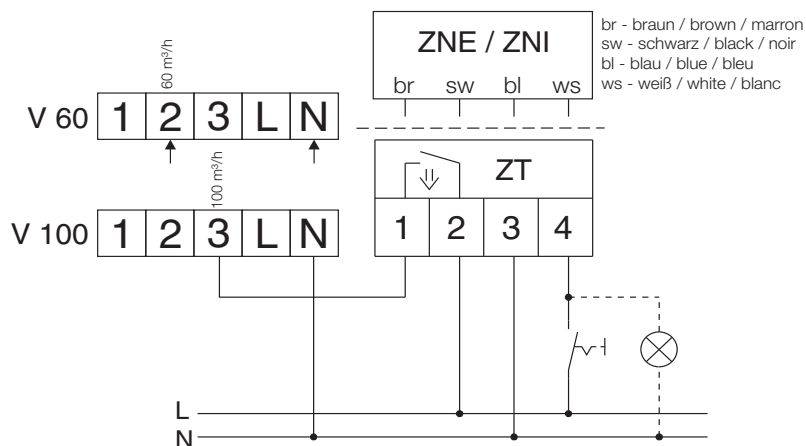 ZNE / ZNI
br sw bl ws
br - braun / brown / marron
sw - schwarz / black / noir
bl - blau / blue / bleu
ws - weiß / white / blanc
60 m³/h
V 60 1 2 3 L N
100 m³/h
ZT
V 100 1 2 3 L N
1 2 3 4
L
N